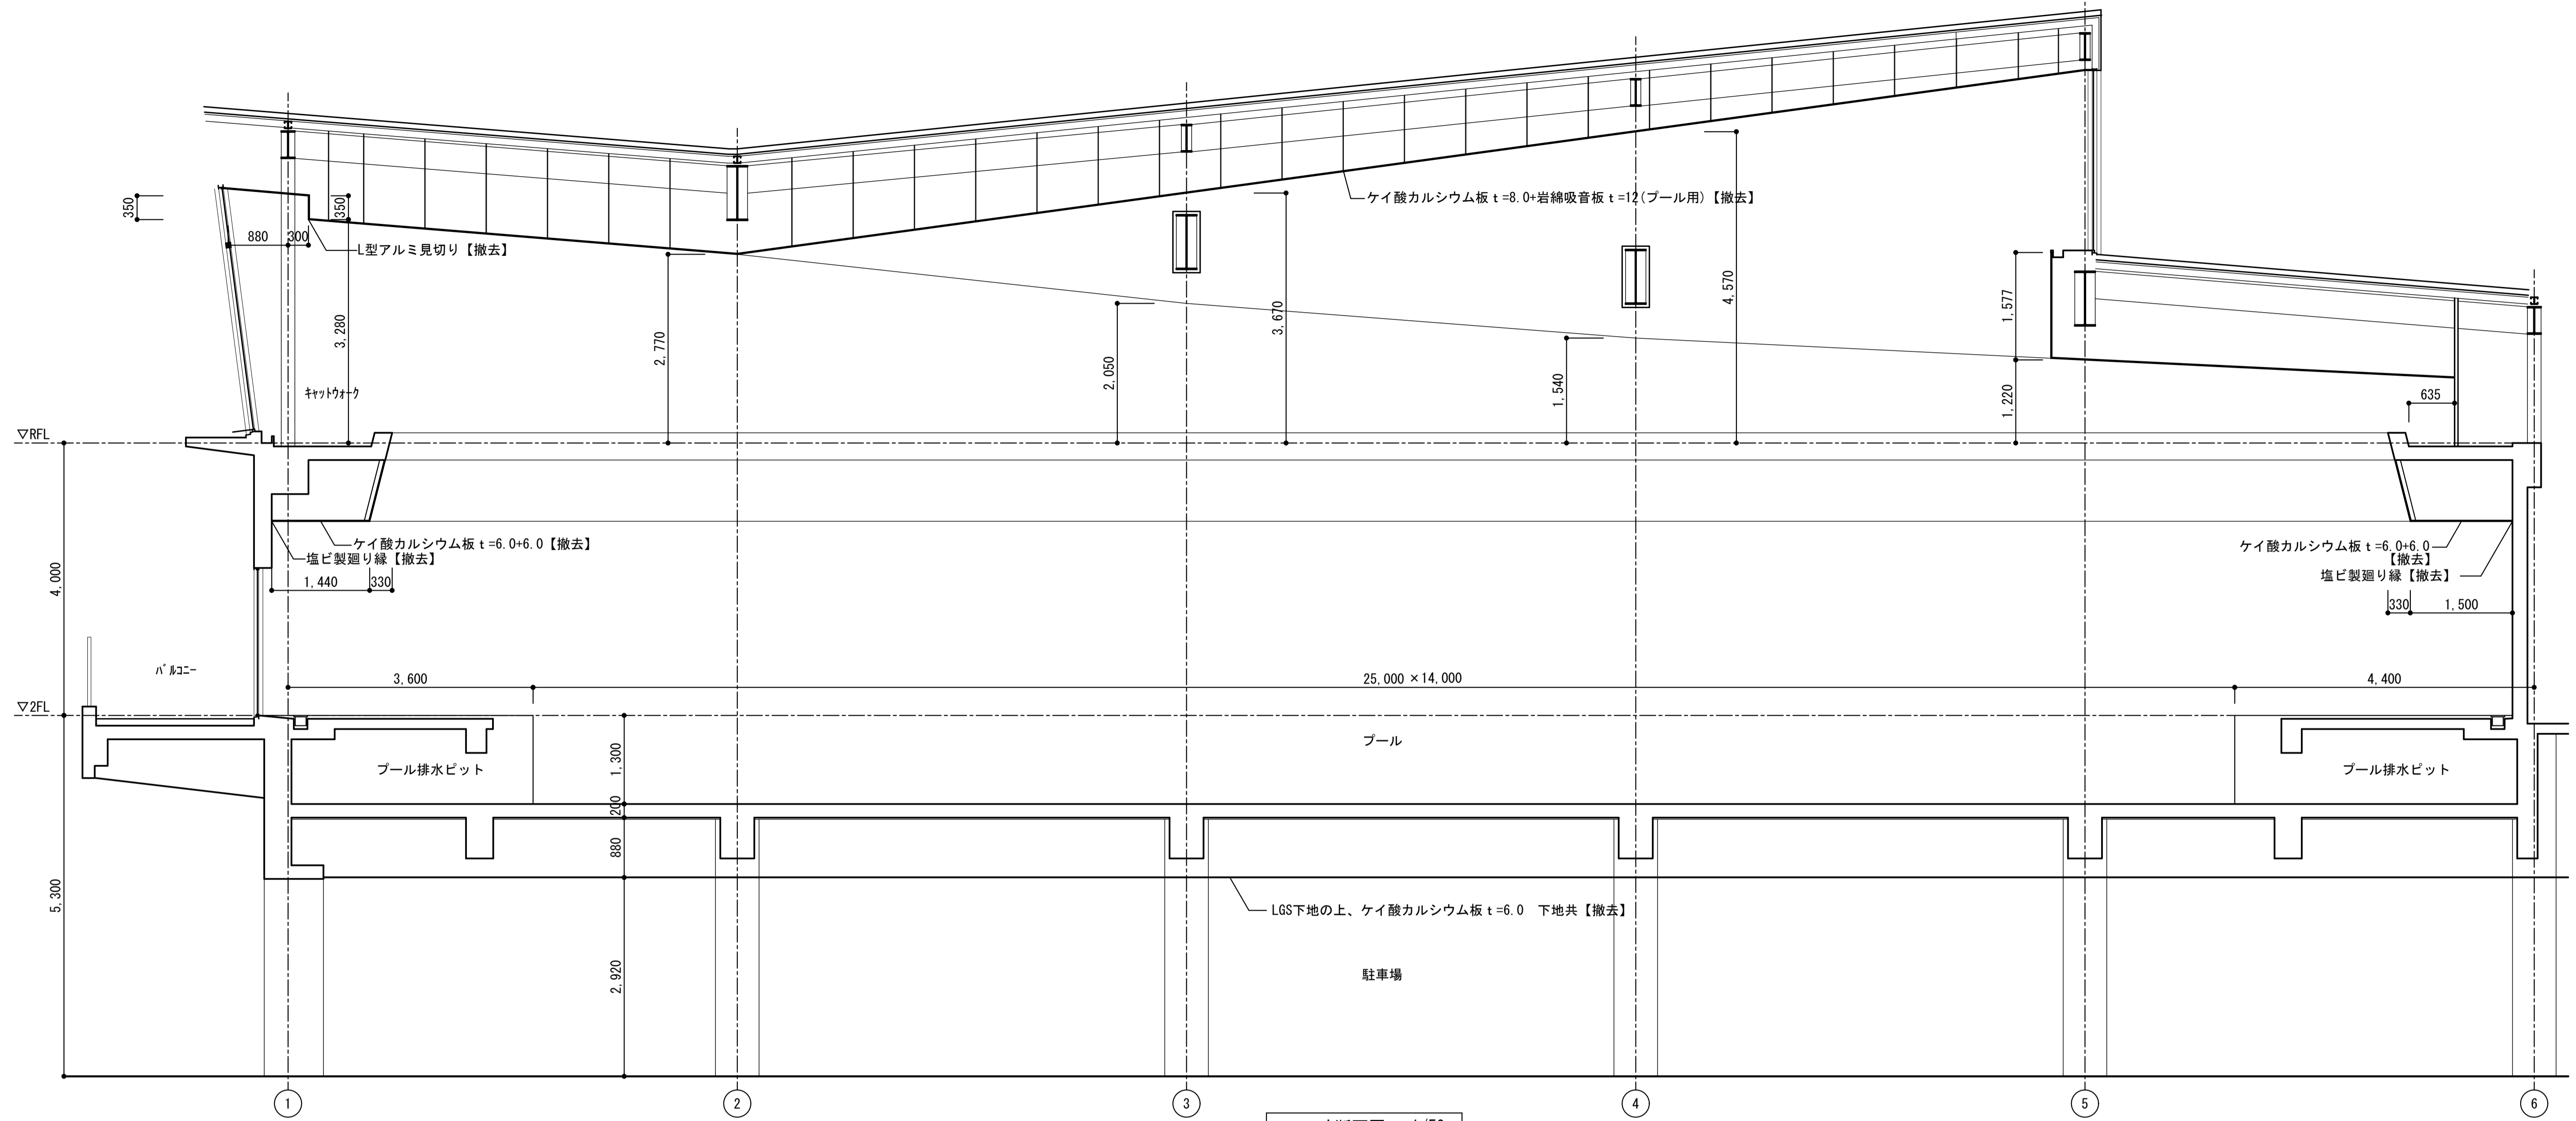 350
350
880
300
L型アルミ見切り【撤去】
ケイ酸カルシウム板 t=8.0+岩綿吸音板 t=12(プール用)【撤去】
3,280
2,770
2,050
3,670
1,540
4,570
1,577
1,220
635
キャットウォーク
▽RFL
ケイ酸カルシウム板 t=6.0+6.0【撤去】
塩ビ製廻り縁【撤去】
ケイ酸カルシウム板 t=6.0+6.0
【撤去】
塩ビ製廻り縁【撤去】
1,440
330
330
1,500
4,000
バルコニー
3,600
25,000 ×14,000
4,400
▽2FL
プール
プール排水ピット
プール排水ピット
1,300
200
880
5,300
2,920
LGS下地の上、ケイ酸カルシウム板 t=6.0　下地共【撤去】
駐車場
1
2
3
4
5
6